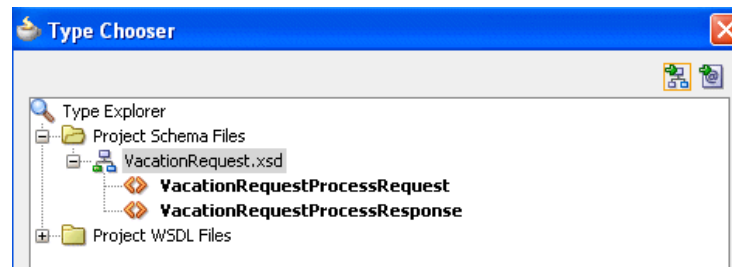 Type Chooser
Type Explorer
Project Schema Files
VacationRequest.xsd
VacationRequestProcessRequest
VacationRequestProcessResponse
Project WSDL Files